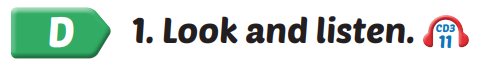 D 1. Look and listen. CD3 11